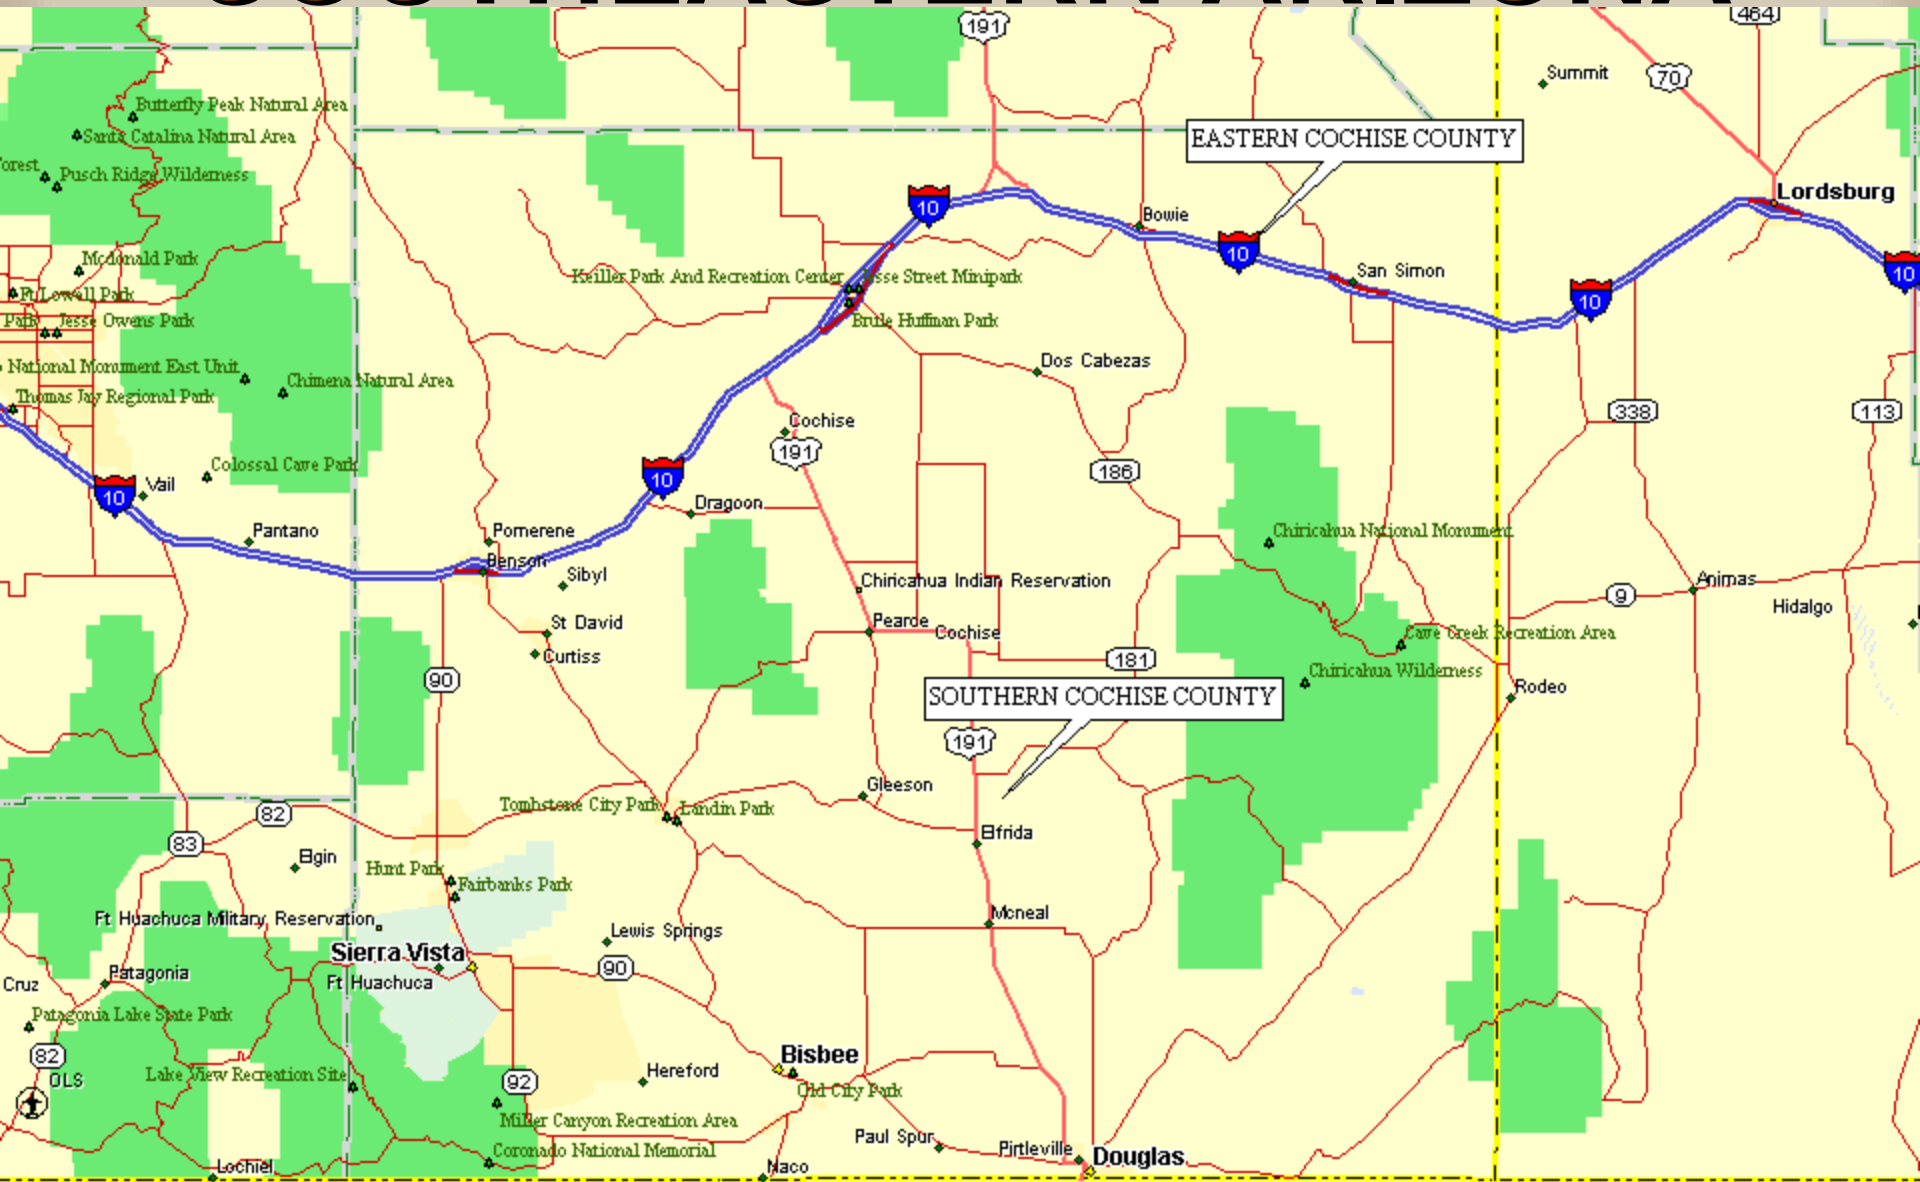 SOUTHEASTERN ARIZONA
191
464
Summit
70
Butterfly Peak Natural Area
Santa Catalina Natural Area
EASTERN COCHISE COUNTY
Forest
Pusch Ridge Wilderness
Lordsburg
10
Bowie
10
Mcdonald Park
San Simon
10
10
Keiller Park And Recreation Center
Jesse Street Minipark
Ft Lowell Park
Brule Huffman Park
Park
Jesse Owens Park
National Monument East Unit
Dos Cabezas
Chimena Natural Area
Thomas Jay Regional Park
338
113
Cochise
191
Colossal Cave Park
186
10
Vail
10
Dragoon
Pantano
Pomerene
Chiricahua National Monument
Benson
Sibyl
Chiricahua Indian Reservation
Animas
9
Hidalgo
St David
Pearce
Cochise
Cave Creek Recreation Area
Curtiss
181
Chiricahua Wilderness
90
Rodeo
SOUTHERN COCHISE COUNTY
191
Gleeson
Tombstone City Park
Landin Park
82
Elfrida
83
Elgin
Hunt Park
Fairbanks Park
Mcneal
Ft Huachuca Military Reservation
Lewis Springs
Sierra Vista
90
Patagonia
Cruz
Ft Huachuca
Patagonia Lake State Park
82
Bisbee
OLS
Lake View Recreation Site
Hereford
92
Old City Park
Miller Canyon Recreation Area
Paul Spur
Pirtleville
Coronado National Memorial
Douglas
Lochiel
Naco